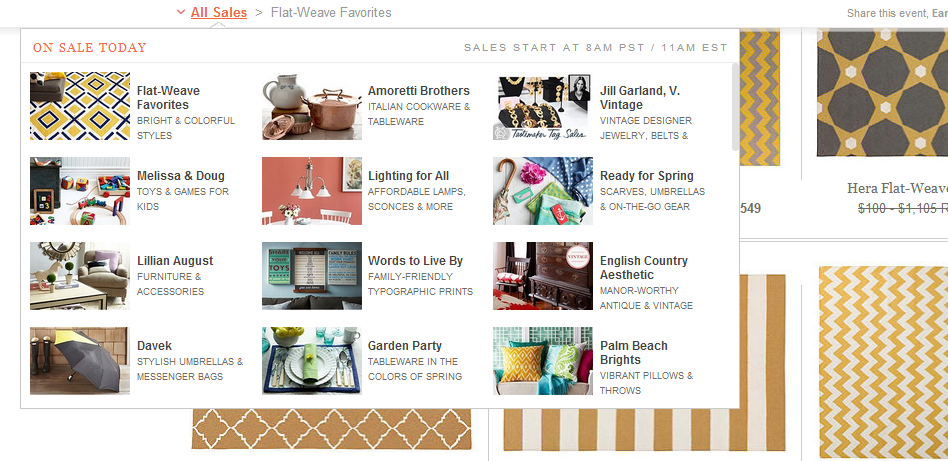 All Sales > Flat-Weave Favorites
Share this event, Ear
ON SALE TODAY
SALES START AT 8AM PST / 11AM EST
Flat-Weave
Favorites
BRIGHT & COLORFUL
STYLES
Amoretti Brothers
ITALIAN COOKWARE &
TABLEWARE
Jill Garland, V.
Vintage
VINTAGE DESIGNER
JEWELRY, BELTS &
Tastemaker Tag Sales
Melissa & Doug
TOYS & GAMES FOR
KIDS
Lighting for All
AFFORDABLE LAMPS,
SCONCES & MORE
Ready for Spring
SCARVES, UMBRELLAS
& ON-THE-GO GEAR
Lillian August
FURNITURE &
ACCESSORIES
Words to Live By
FAMILY-FRIENDLY
TYPOGRAPHIC PRINTS
TOYS
FAMILY RULES
English Country
Aesthetic
MANOR-WORTHY
ANTIQUE & VINTAGE
VINTAGE
Davek
STYLISH UMBRELLAS &
MESSENGER BAGS
Garden Party
TABLEWARE IN THE
COLORS OF SPRING
Palm Beach
Brights
VIBRANT PILLOWS &
THROWS
549
Hera Flat-Weav
$100 - $1,105 R